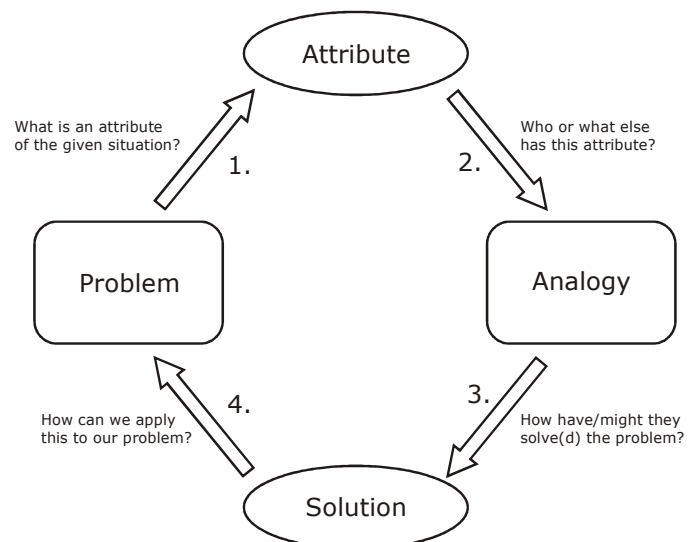 Attribute
What is an attribute
of the given situation?
1.
2.
Who or what else
has this attribute?
Problem
Analogy
How can we apply
this to our problem?
4.
3.
How have/might they
solve(d) the problem?
Solution